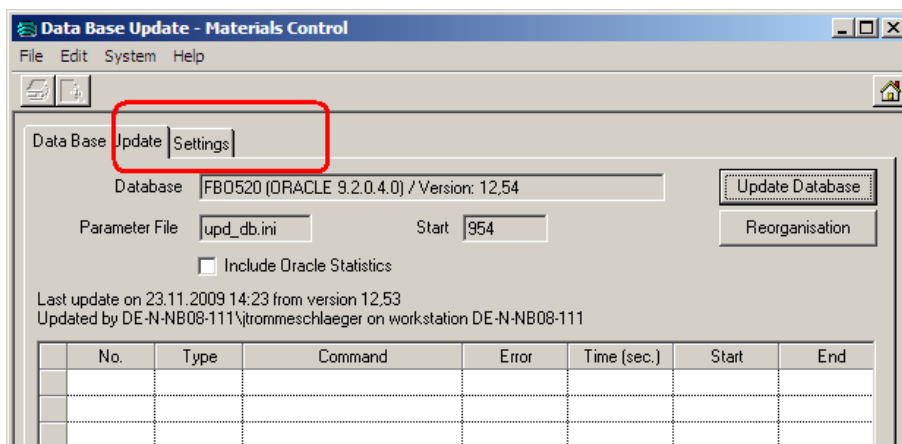 Data Base Update - Materials Control
File Edit System Help
Data Base Update Settings
Database FBO520 (ORACLE 9.2.0.4.0) / Version: 12,54 Update Database
Parameter File upd_db.ini Start 954 Reorganisation
Include Oracle Statistics
Last update on 23.11.2009 14:23 from version 12,53
Updated by DE-N-NB08-111\jtrommeschlaeger on workstation DE-N-NB08-111
No. Type Command Error Time (sec.) Start End